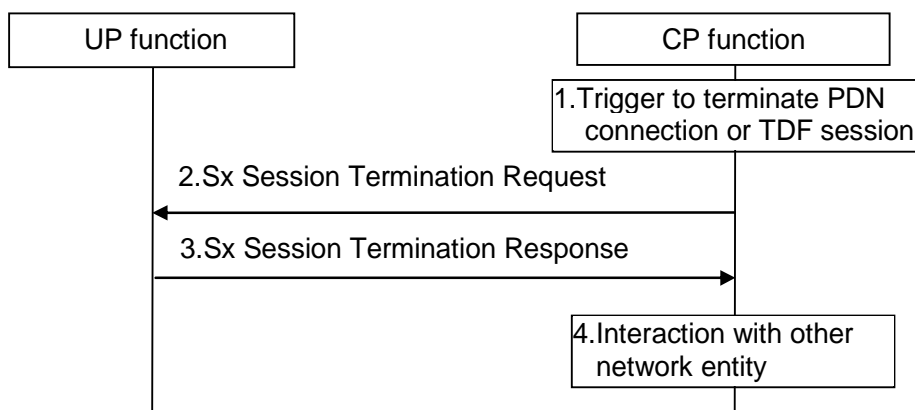 UP function
CP function
1.Trigger to terminate PDN
connection or TDF session
2.Sx Session Termination Request
3.Sx Session Termination Response
4.Interaction with other
network entity